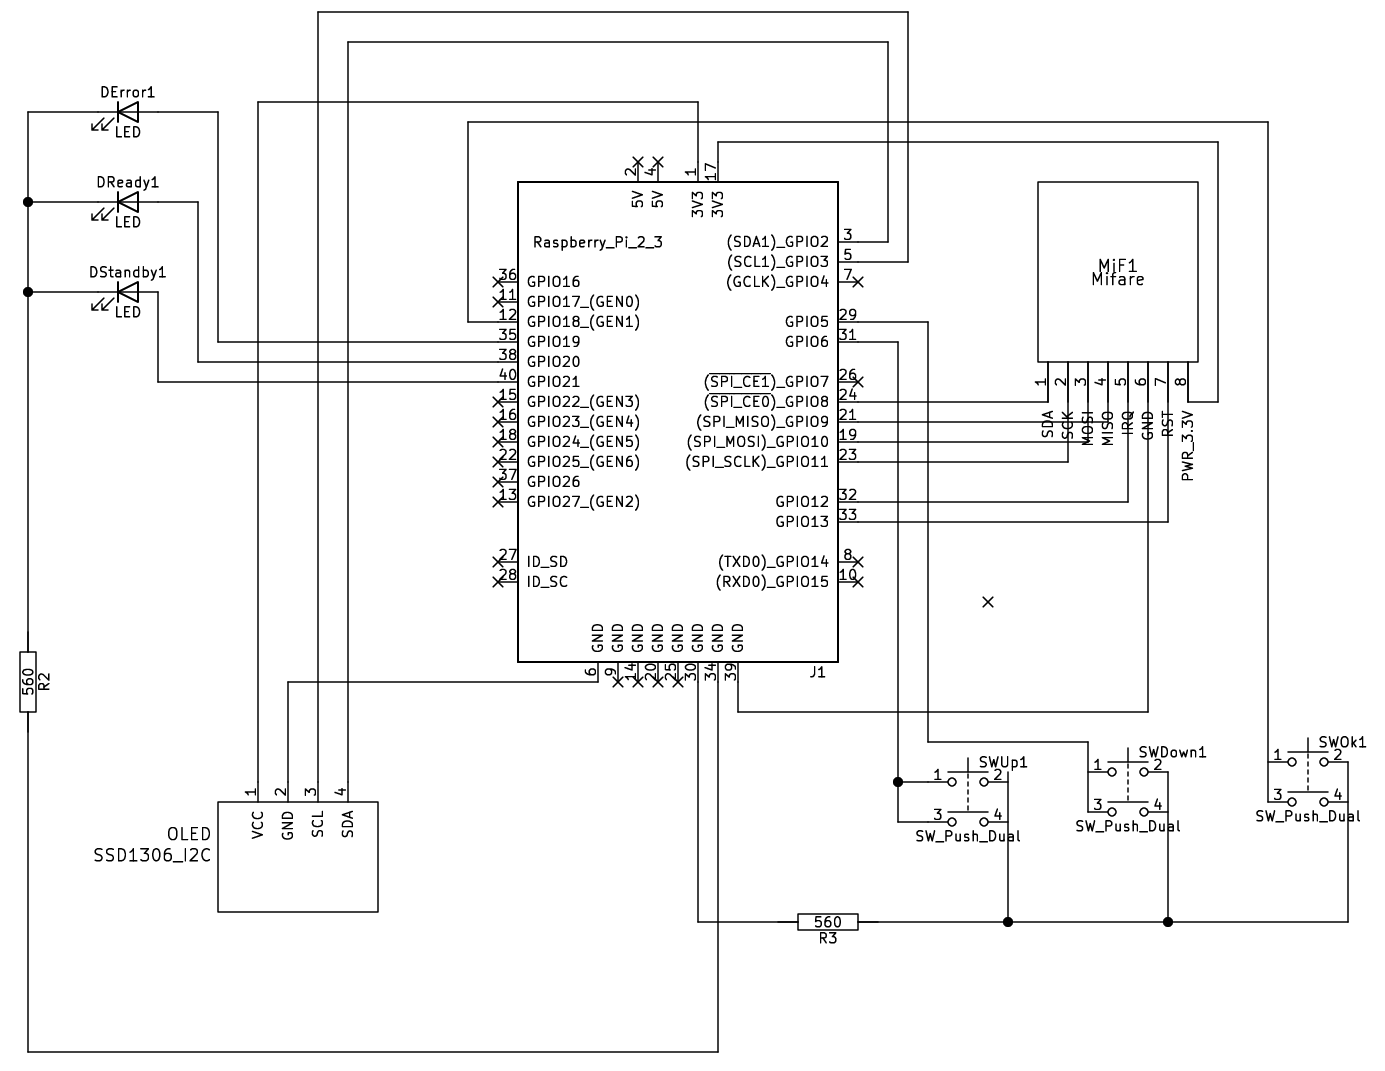 DError1
LED
DReady1
LED
DStandby1
LED
560
R2
OLED
SSD1306_I2C
1 2 3 4
VCC GND SCL SDA
2 4 1 17
5V 5V 3V3 3V3
Raspberry_Pi_2_3
36 GPIO16
11 GPIO17_(GEN0)
12 GPIO18_(GEN1)
35 GPIO19
38 GPIO20
40 GPIO21
15 GPIO22_(GEN3)
16 GPIO23_(GEN4)
18 GPIO24_(GEN5)
22 GPIO25_(GEN6)
37 GPIO26
13 GPIO27_(GEN2)
27 ID_SD
28 ID_SC
(SDA1)_GPIO2 3
(SCL1)_GPIO3 5
(GCLK)_GPIO4 7
GPIO5 29
GPIO6 31
(SPI_CE1)_GPIO7 26
(SPI_CE0)_GPIO8 24
(SPI_MISO)_GPIO9 21
(SPI_MOSI)_GPIO10 19
(SPI_SCLK)_GPIO11 23
GPIO12 32
GPIO13 33
(TXD0)_GPIO14 8
(RXD0)_GPIO15 10
GND GND GND GND GND GND GND GND
6 9 14 20 25 30 34 39
J1
MiF1
Mifare
1 2 3 4 5 6 7 8
SDA SCK MOSI MISO IRQ GND RST PWR_3.3V
SWUp1
1 2
3 4
SW_Push_Dual
SWDown1
1 2
3 4
SW_Push_Dual
SWOk1
1 2
3 4
SW_Push_Dual
560
R3